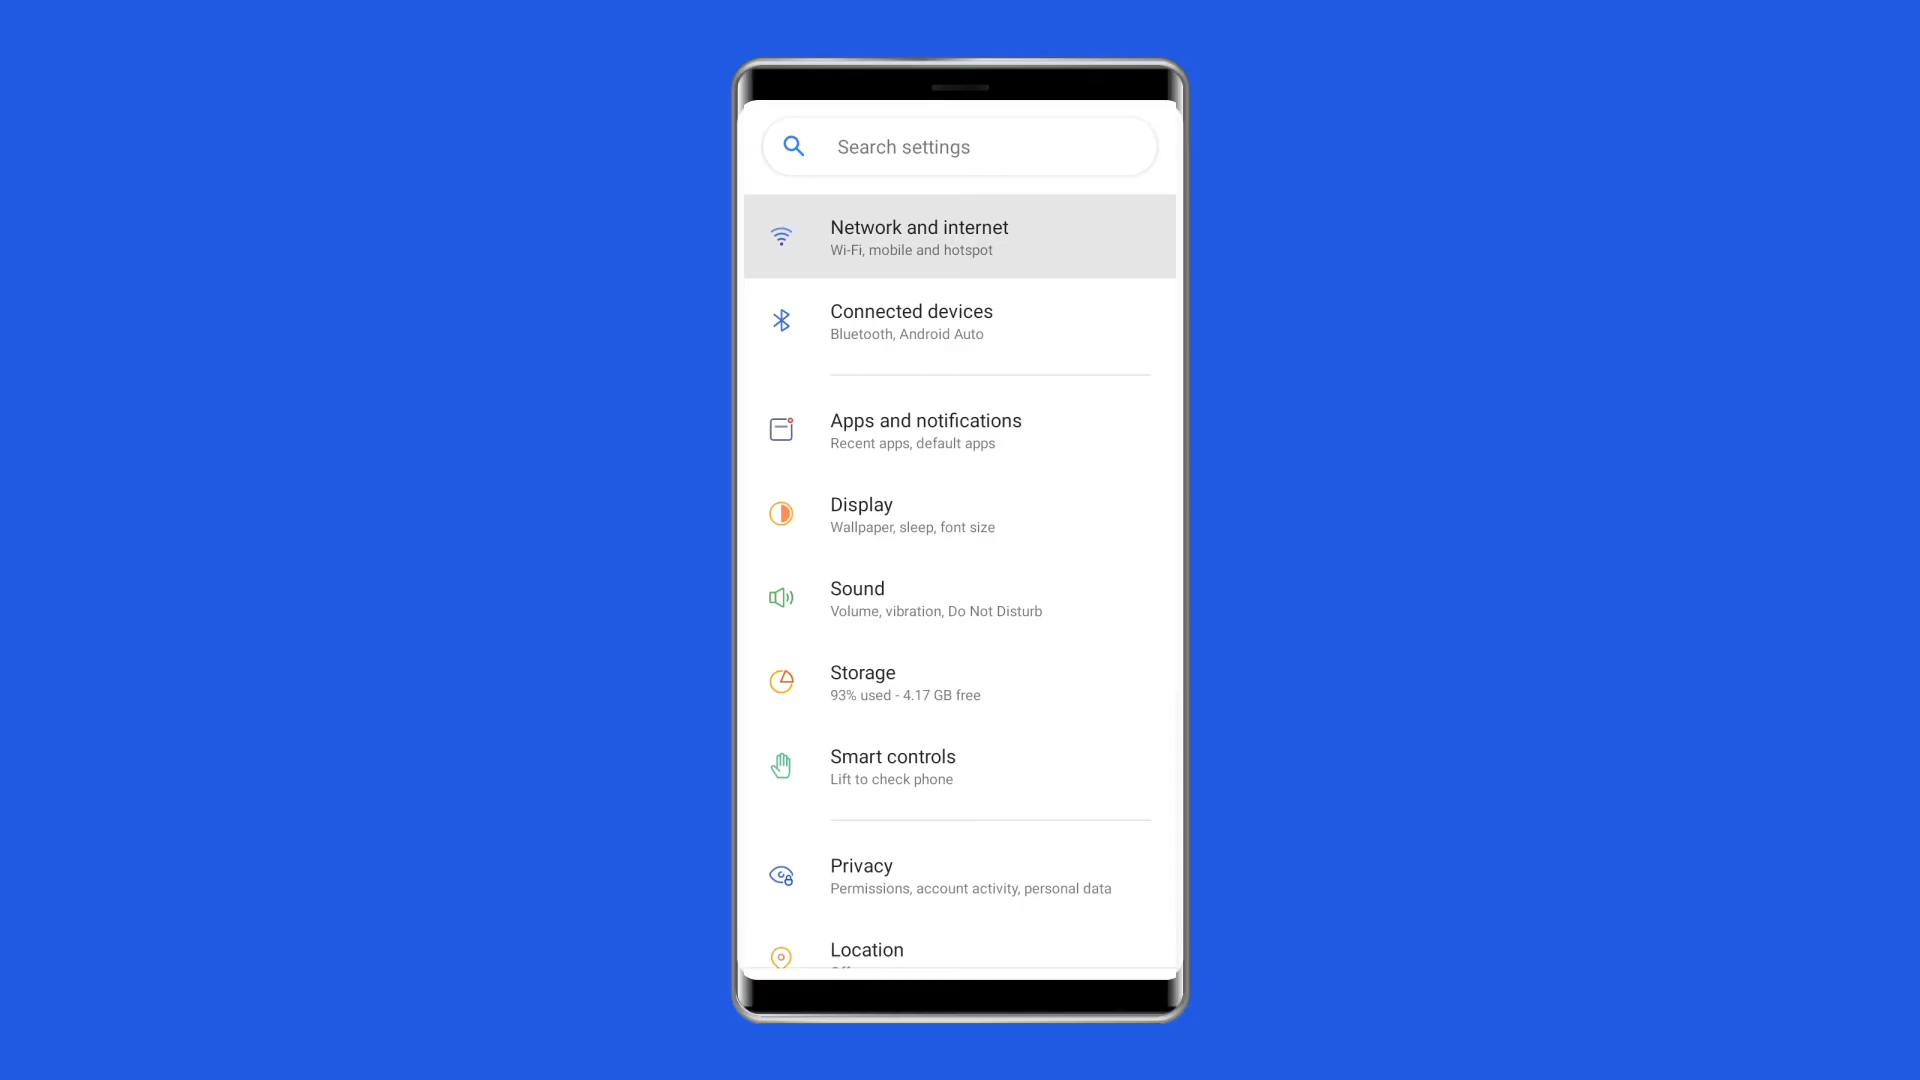 Search settings
Network and internet
Wi-Fi, mobile and hotspot
Connected devices
Bluetooth, Android Auto
Apps and notifications
Recent apps, default apps
Display
Wallpaper, sleep, font size
Sound
Volume, vibration, Do Not Disturb
Storage
93% used - 4.17 GB free
Smart controls
Lift to check phone
Privacy
Permissions, account activity, personal data
Location